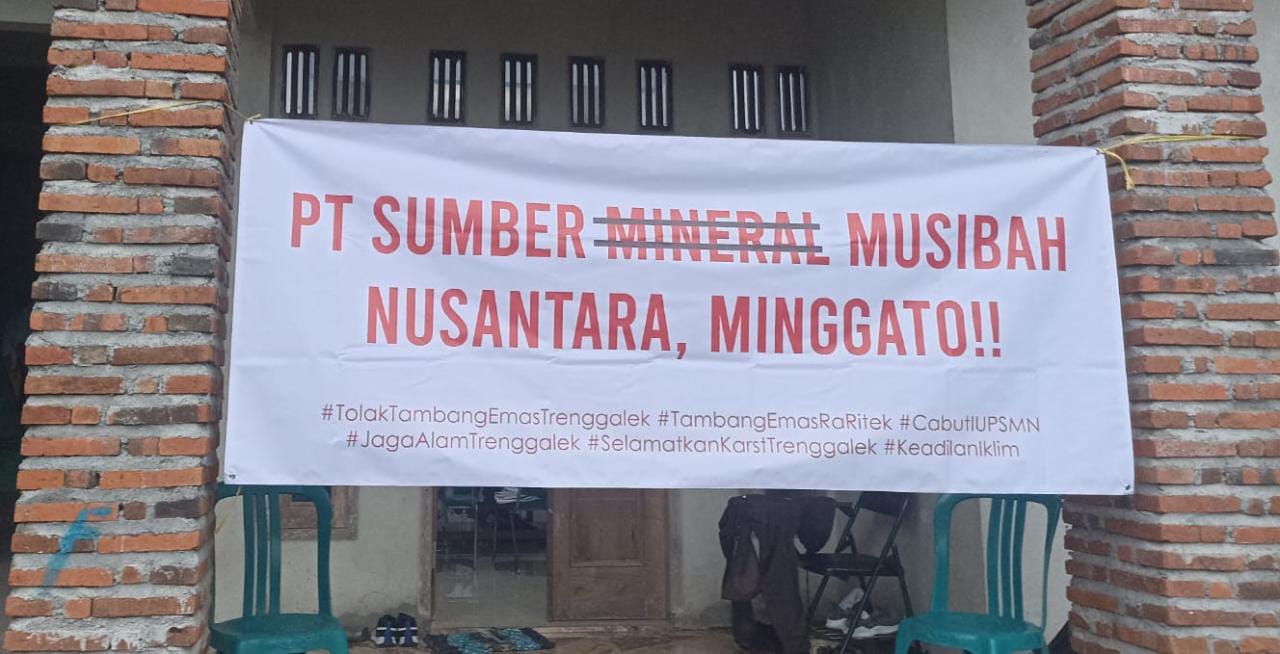 PT SUMBER MINERAL MUSIBAH
NUSANTARA, MINGGATO!!
#TolakTambangEmasTrenggalek #TambangEmasRaRitek #CabutIUPSMN
#JagaAlamTrenggalek #SelamatkanKarstTrenggalek #KeadilanIklim